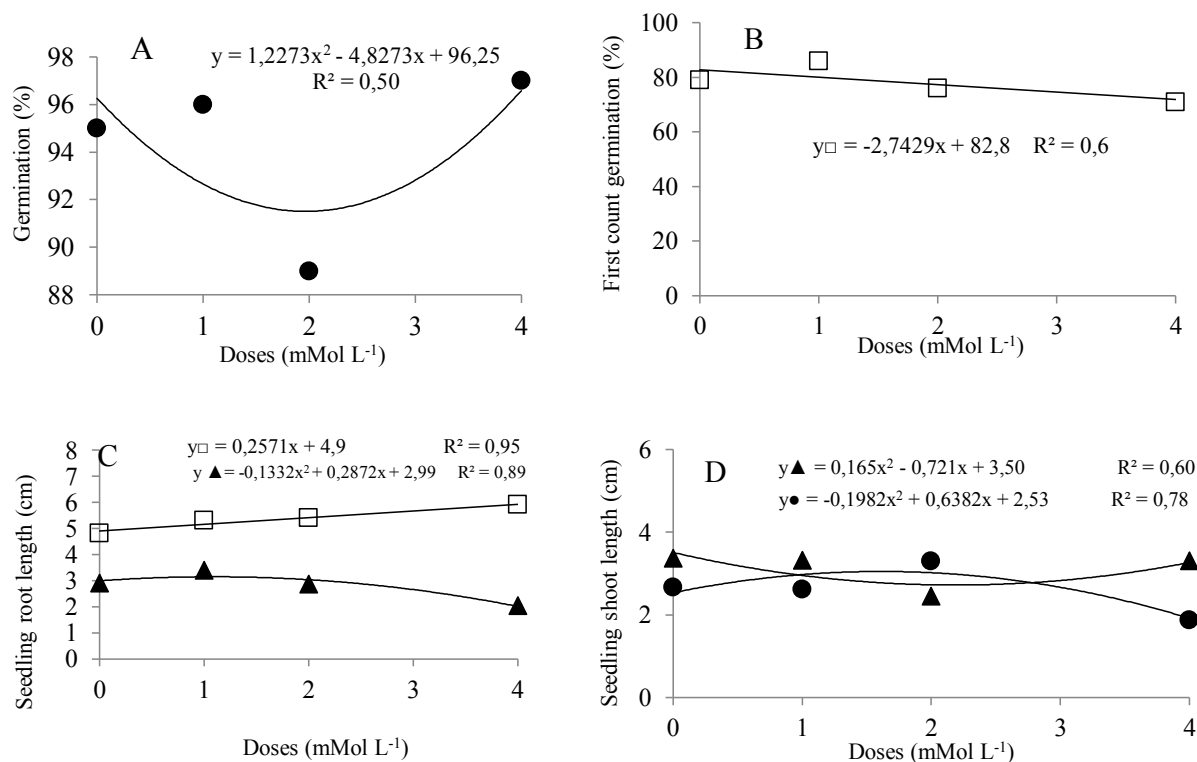 A
y = 1,2273x² - 4,8273x + 96,25
R² = 0,50
Germination (%)
98
96
94
92
90
88
0 1 2 3 4
Doses (mMol L⁻¹)
B
First count germination (%)
100
80
60
40
20
0
y□ = -2,7429x + 82,8 R² = 0,6
0 1 2 3 4
Doses (mMol L⁻¹)
C
y□ = 0,2571x + 4,9 R² = 0,95
y ▲ = -0,1332x² + 0,2872x + 2,99 R² = 0,89
Seedling root length (cm)
8
7
6
5
4
3
2
1
0
0 1 2 3 4
Doses (mMol L⁻¹)
D
y▲ = 0,165x² - 0,721x + 3,50 R² = 0,60
y● = -0,1982x² + 0,6382x + 2,53 R² = 0,78
Seedling shoot length (cm)
6
4
2
0
0 1 2 3 4
Doses (mMol L⁻¹)